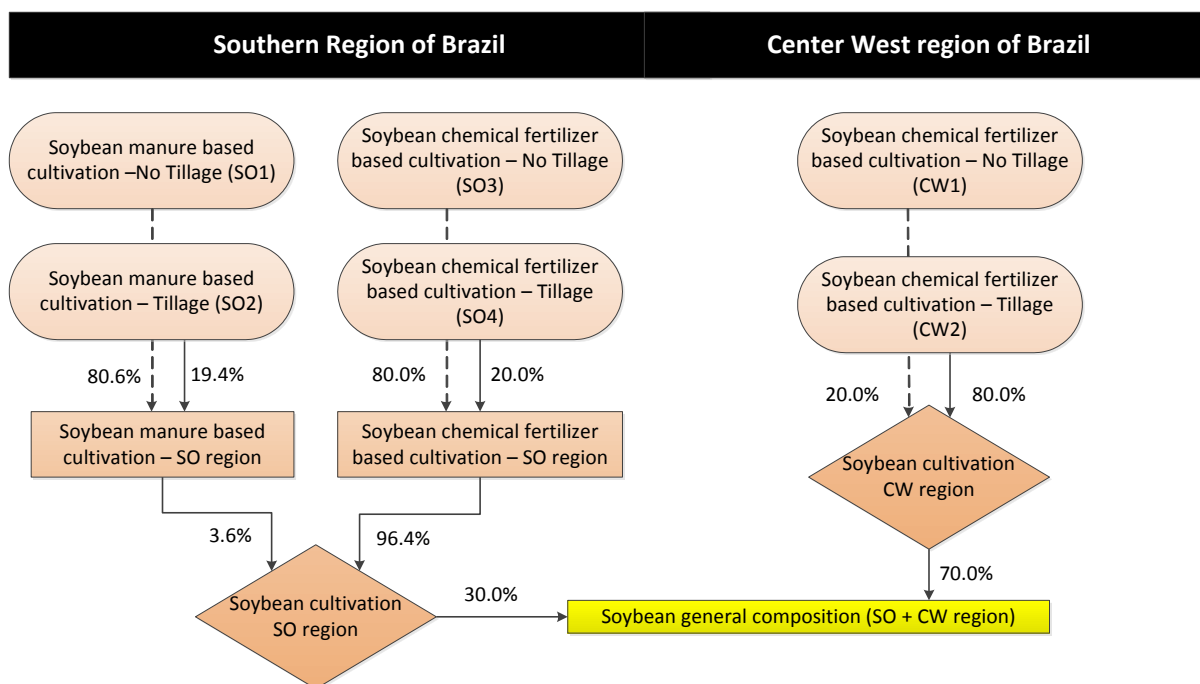 Southern Region of Brazil
Center West region of Brazil
Soybean manure based
cultivation –No Tillage (SO1)
Soybean chemical fertilizer
based cultivation – No Tillage
(SO3)
Soybean chemical fertilizer
based cultivation – No Tillage
(CW1)
Soybean manure based
cultivation – Tillage (SO2)
Soybean chemical fertilizer
based cultivation – Tillage
(SO4)
Soybean chemical fertilizer
based cultivation – Tillage
(CW2)
80.6%
19.4%
80.0%
20.0%
20.0%
80.0%
Soybean manure based
cultivation – SO region
Soybean chemical fertilizer
based cultivation – SO region
Soybean cultivation
CW region
3.6%
96.4%
70.0%
Soybean cultivation
SO region
30.0%
Soybean general composition (SO + CW region)